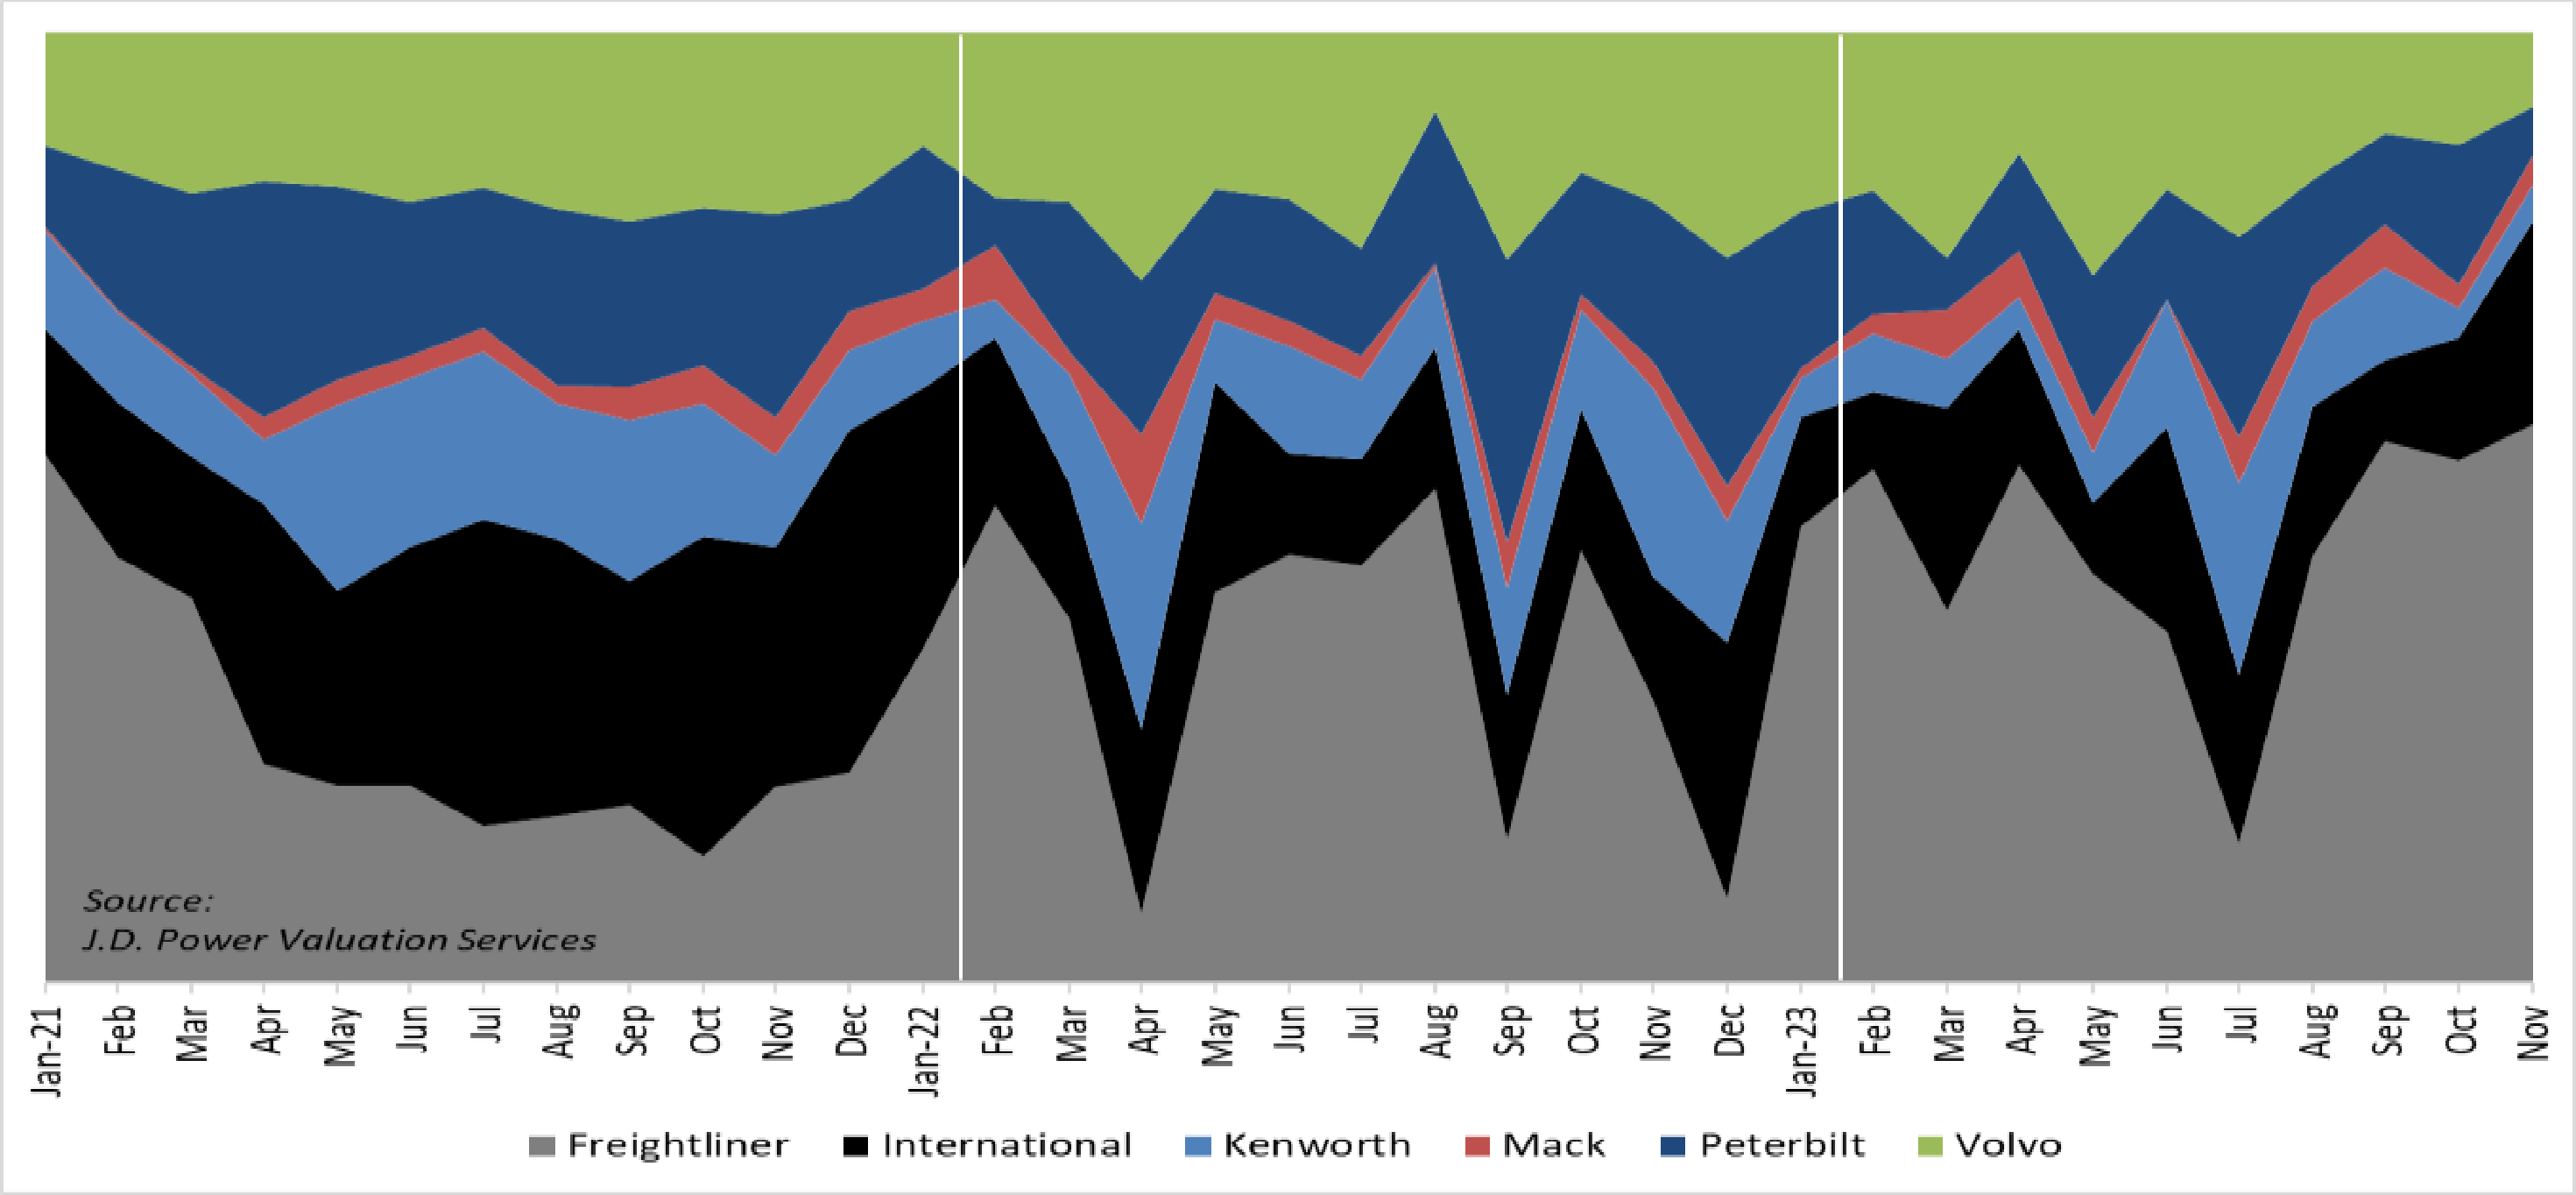 Source:
J.D. Power Valuation Services
Jan-21 Feb Mar Apr May Jun Jul Aug Sep Oct Nov Dec Jan-22 Feb Mar Apr May Jun Jul Aug Sep Oct Nov Dec Jan-23 Feb Mar Apr May Jun Jul Aug Sep Oct Nov
Freightliner International Kenworth Mack Peterbilt Volvo